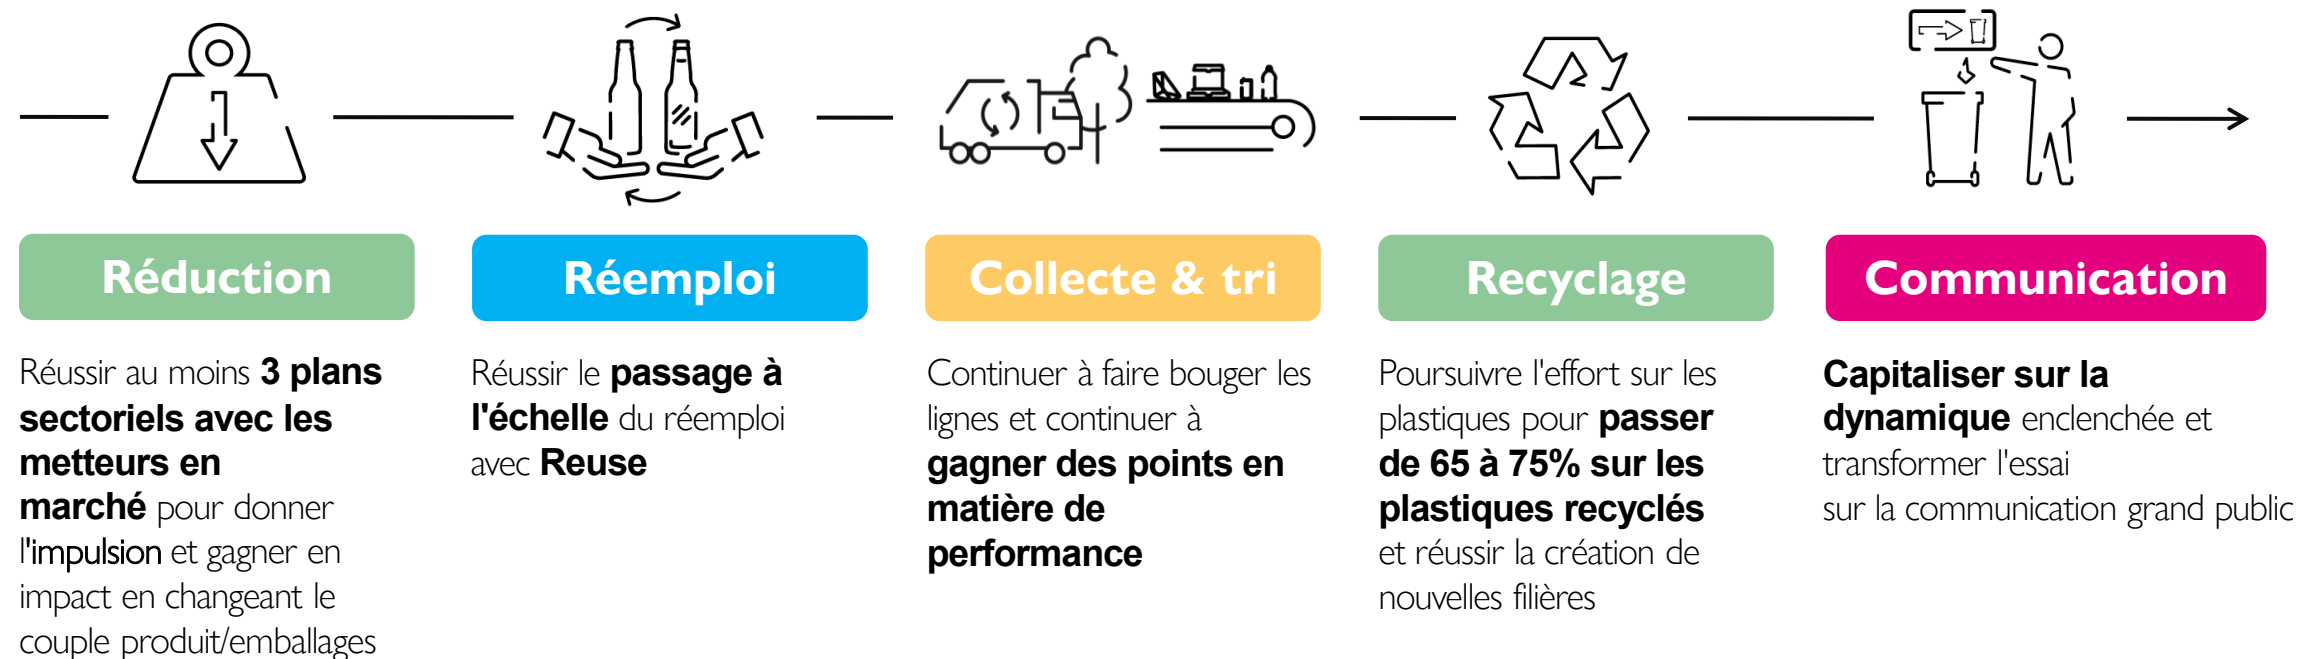 Réduction
Réussir au moins 3 plans
sectoriels avec les
metteurs en
marché pour donner
l'impulsion et gagner en
impact en changeant le
couple produit/emballages
Réemploi
Réussir le passage à
l'échelle du réemploi
avec Reuse
Collecte & tri
Continuer à faire bouger les
lignes et continuer à
gagner des points en
matière de
performance
Recyclage
Poursuivre l'effort sur les
plastiques pour passer
de 65 à 75% sur les
plastiques recyclés
et réussir la création de
nouvelles filières
Communication
Capitaliser sur la
dynamique enclenchée et
transformer l'essai
sur la communication grand public